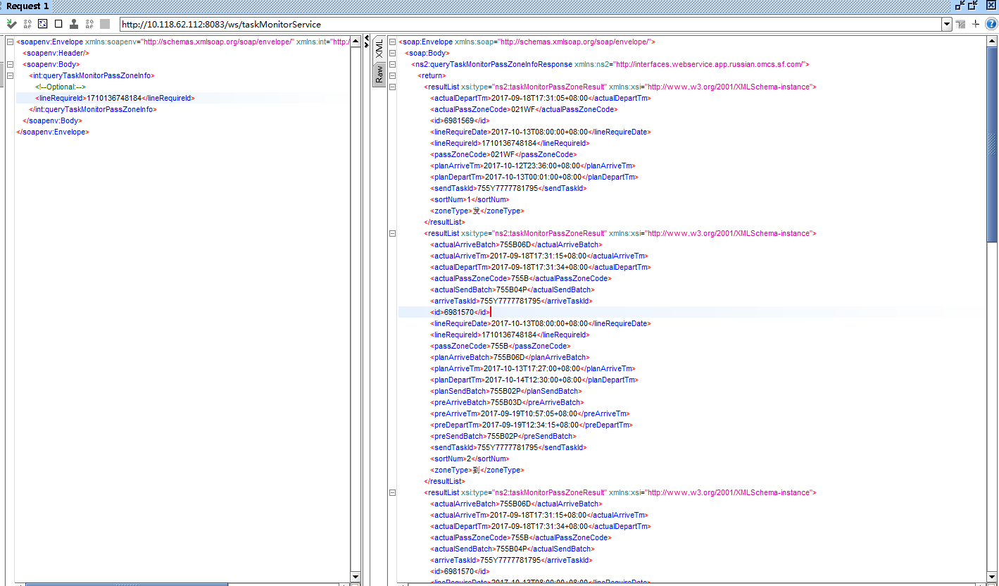 Request 1
http://10.118.62.112:8083/ws/taskMonitorService
<soapenv:Envelope xmlns:soapenv="http://schemas.xmlsoap.org/soap/envelope/" xmlns:int="http:/
<soapenv:Header/>
<soapenv:Body>
<int:queryTaskMonitorPassZoneInfo>
<!--Optional:-->
<lineRequireId>1710136748184</lineRequireId>
</int:queryTaskMonitorPassZoneInfo>
</soapenv:Body>
</soapenv:Envelope>
XML
Raw
<soap:Envelope xmlns:soap="http://schemas.xmlsoap.org/soap/envelope/">
<soap:Body>
<ns2:queryTaskMonitorPassZoneInfoResponse xmlns:ns2="http://interfaces.webservice.app.russian.omcs.sf.com/">
<return>
<resultList xsi:type="ns2:taskMonitorPassZoneResult" xmlns:xsi="http://www.w3.org/2001/XMLSchema-instance">
<actualDepartTm>2017-09-18T17:31:05+08:00</actualDepartTm>
<actualPassZoneCode>021WF</actualPassZoneCode>
<id>6981569</id>
<lineRequireDate>2017-10-13T08:00:00+08:00</lineRequireDate>
<lineRequireId>1710136748184</lineRequireId>
<passZoneCode>021WF</passZoneCode>
<planArriveTm>2017-10-12T23:36:00+08:00</planArriveTm>
<planDepartTm>2017-10-13T00:01:00+08:00</planDepartTm>
<sendTaskId>755Y7777781795</sendTaskId>
<sortNum>1</sortNum>
<zoneType>发</zoneType>
</resultList>
<resultList xsi:type="ns2:taskMonitorPassZoneResult" xmlns:xsi="http://www.w3.org/2001/XMLSchema-instance">
<actualArriveBatch>755B06D</actualArriveBatch>
<actualArriveTm>2017-09-18T17:31:15+08:00</actualArriveTm>
<actualDepartTm>2017-09-18T17:31:34+08:00</actualDepartTm>
<actualPassZoneCode>755B</actualPassZoneCode>
<actualSendBatch>755B04P</actualSendBatch>
<arriveTaskId>755Y7777781795</arriveTaskId>
<id>6981570</id>
<lineRequireDate>2017-10-13T08:00:00+08:00</lineRequireDate>
<lineRequireId>1710136748184</lineRequireId>
<passZoneCode>755B</passZoneCode>
<planArriveBatch>755B06D</planArriveBatch>
<planArriveTm>2017-10-13T17:27:00+08:00</planArriveTm>
<planDepartTm>2017-10-14T12:30:00+08:00</planDepartTm>
<planSendBatch>755B02P</planSendBatch>
<preArriveBatch>755B03D</preArriveBatch>
<preArriveTm>2017-09-19T10:57:05+08:00</preArriveTm>
<preDepartTm>2017-09-19T12:34:15+08:00</preDepartTm>
<preSendBatch>755B02P</preSendBatch>
<sendTaskId>755Y7777781795</sendTaskId>
<sortNum>2</sortNum>
<zoneType>到</zoneType>
</resultList>
<resultList xsi:type="ns2:taskMonitorPassZoneResult" xmlns:xsi="http://www.w3.org/2001/XMLSchema-instance">
<actualArriveBatch>755B06D</actualArriveBatch>
<actualArriveTm>2017-09-18T17:31:15+08:00</actualArriveTm>
<actualDepartTm>2017-09-18T17:31:34+08:00</actualDepartTm>
<actualPassZoneCode>755B</actualPassZoneCode>
<actualSendBatch>755B04P</actualSendBatch>
<arriveTaskId>755Y7777781795</arriveTaskId>
<id>6981570</id>
<lineRequireDate>2017-10-13T08:00:00+08:00</lineRequireDate>